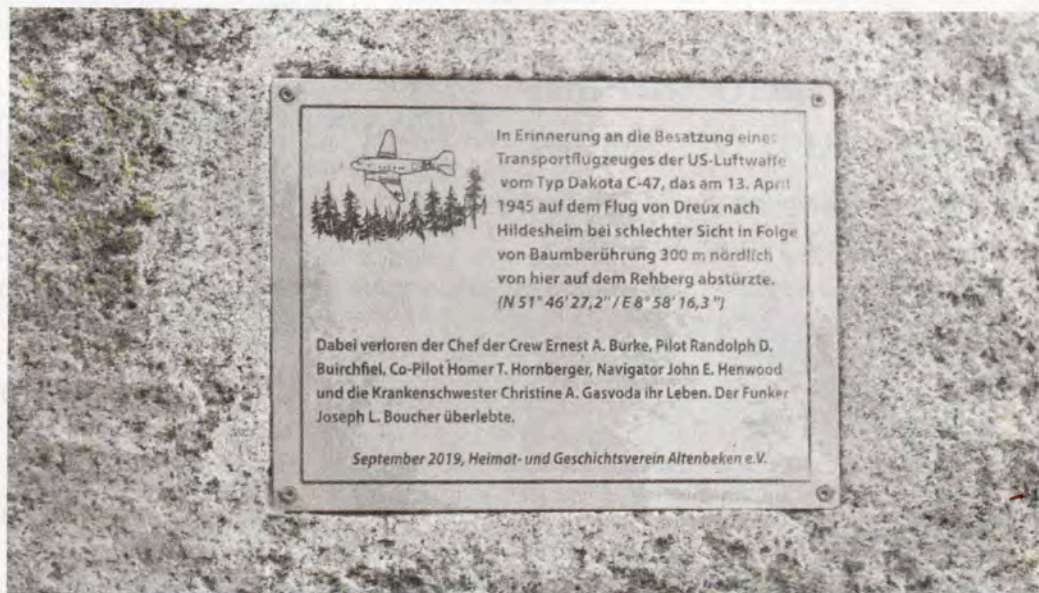 In Erinnerung an die Besatzung eines
Transportflugzeuges der US-Luftwaffe
vom Typ Dakota C-47, das am 13. April
1945 auf dem Flug von Dreux nach
Hildesheim bei schlechter Sicht in Folge
von Baumberührung 300 m nördlich
von hier auf dem Rehberg abstürzte.
(N 51° 46' 27,2" / E 8° 58' 16,3 ")
Dabei verloren der Chef der Crew Ernest A. Burke, Pilot Randolph D.
Buirchfiel, Co-Pilot Homer T. Hornberger, Navigator John E. Henwood
und die Krankenschwester Christine A. Gasvoda ihr Leben. Der Funker
Joseph L. Boucher überlebte.
September 2019, Heimat- und Geschichtsverein Altenbeken e.V.